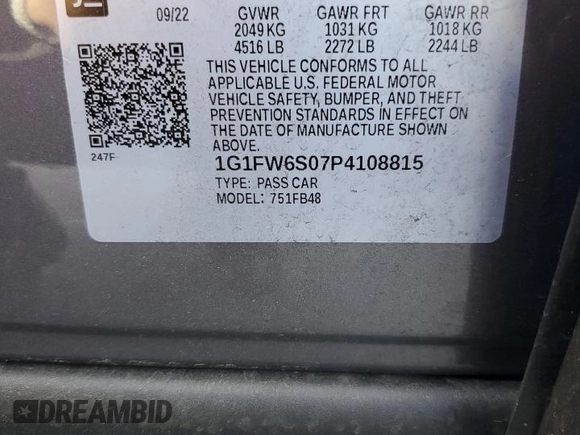 09/22 GVWR GAWR FRT GAWR RR
2049 KG 1031 KG 1018 KG
4516 LB 2272 LB 2244 LB
THIS VEHICLE CONFORMS TO ALL
APPLICABLE U.S. FEDERAL MOTOR
VEHICLE SAFETY, BUMPER, AND THEFT
PREVENTION STANDARDS IN EFFECT ON
THE DATE OF MANUFACTURE SHOWN
ABOVE.
247F
1G1FW6S07P4108815
TYPE: PASS CAR
MODEL: 751FB48
DREAMBID